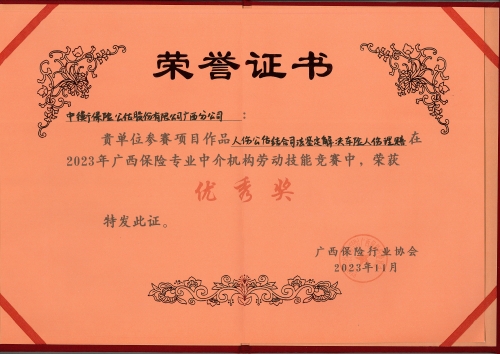 荣誉证书
中衡保险公估股份有限公司广西分公司：
贵单位参赛项目作品人伤公估结合司法鉴定解决车险人伤理赔在
2023年广西保险专业中介机构劳动技能竞赛中，荣获
优秀奖
特发此证。
广西保险行业协会
2023年11月